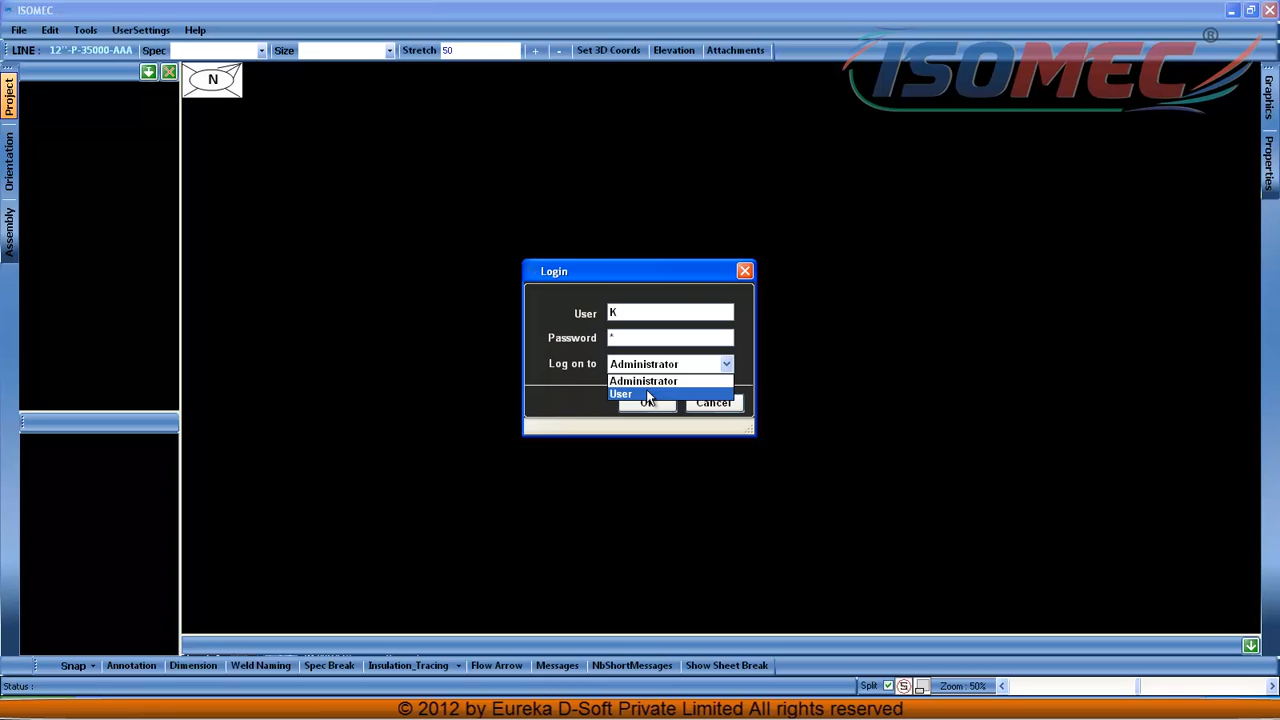 ISOMEC
File Edit Tools UserSettings Help
LINE : 12"-P-35000-AAA Spec Size Stretch 50 + - Set 3D Coords Elevation Attachments
ISOMEC ®
Project
Orientation
Assembly
N
Graphics
Properties
Login
User K
Password *
Log on to Administrator
Administrator
User
OK Cancel
Snap Annotation Dimension Weld Naming Spec Break Insulation_Tracing Flow Arrow Messages NbShortMessages Show Sheet Break
Status : Split S Zoom : 50%
© 2012 by Eureka D-Soft Private Limited All rights reserved